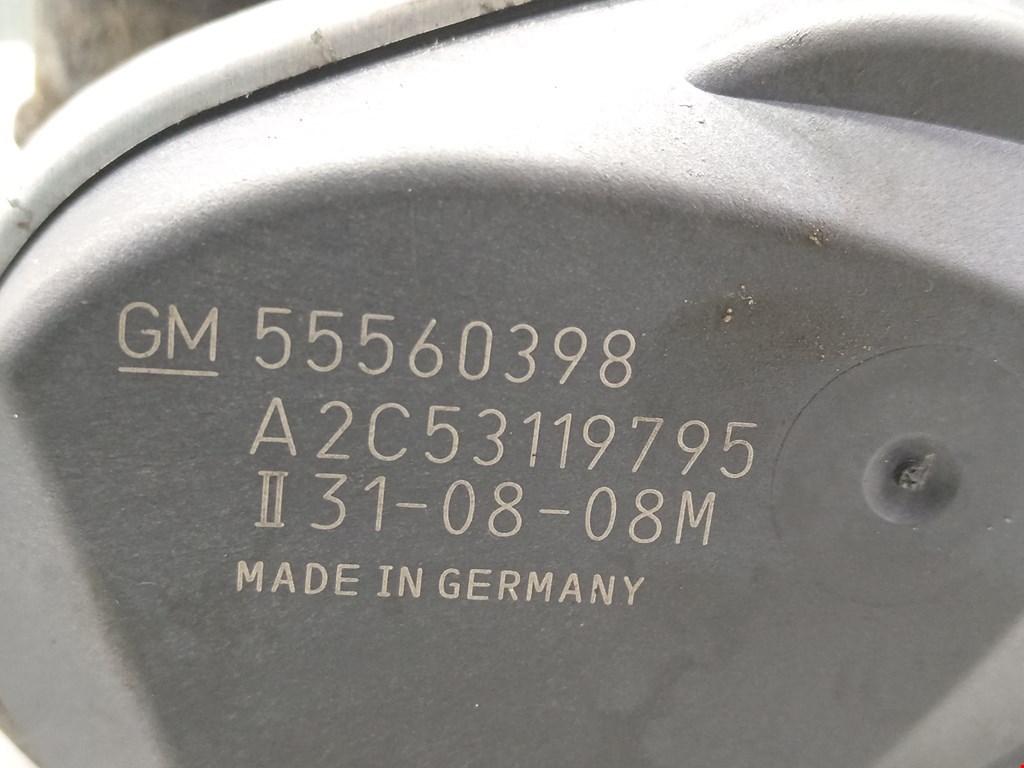 GM 55560398
A2C53119795
II 31-08-08M
MADE IN GERMANY